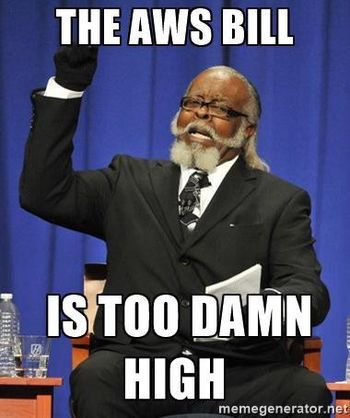 THE AWS BILL
IS TOO DAMN
HIGH
memegenerator.net